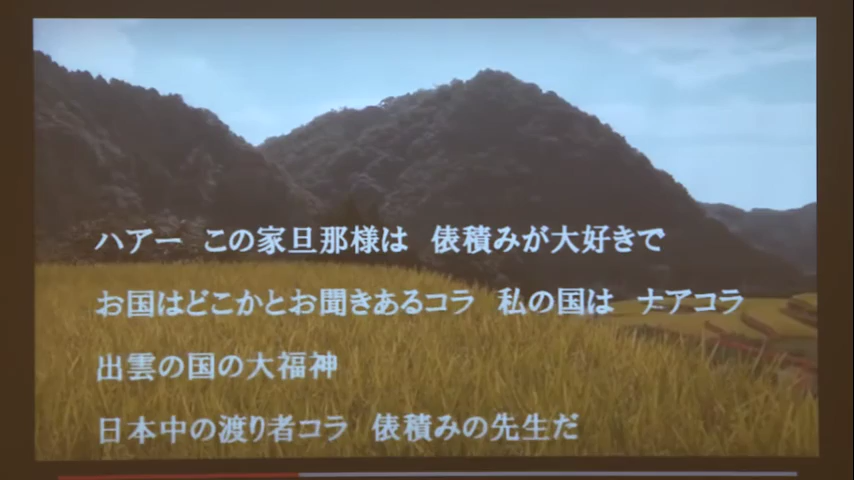 ハアー この家旦那様は 俵積みが大好きで
お国はどこかとお聞きあるコラ 私の国は ナアコラ
出雲の国の大福神
日本中の渡り者コラ 俵積みの先生だ